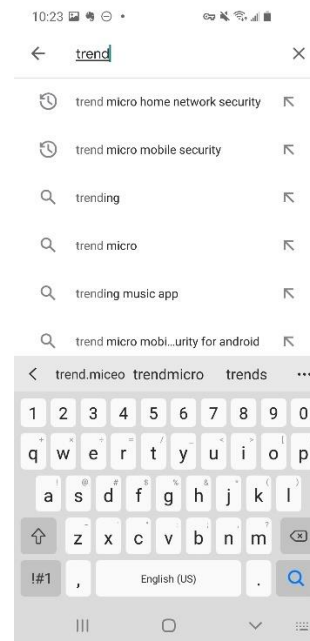 10:23
trend
trend micro home network security
trend micro mobile security
trending
trend micro
trending music app
trend micro mobi...urity for android
trend.miceo trendmicro trends
1 2 3 4 5 6 7 8 9 0
q w e r t y u i o p
a s d f g h j k l
z x c v b n m
!#1 , English (US) .